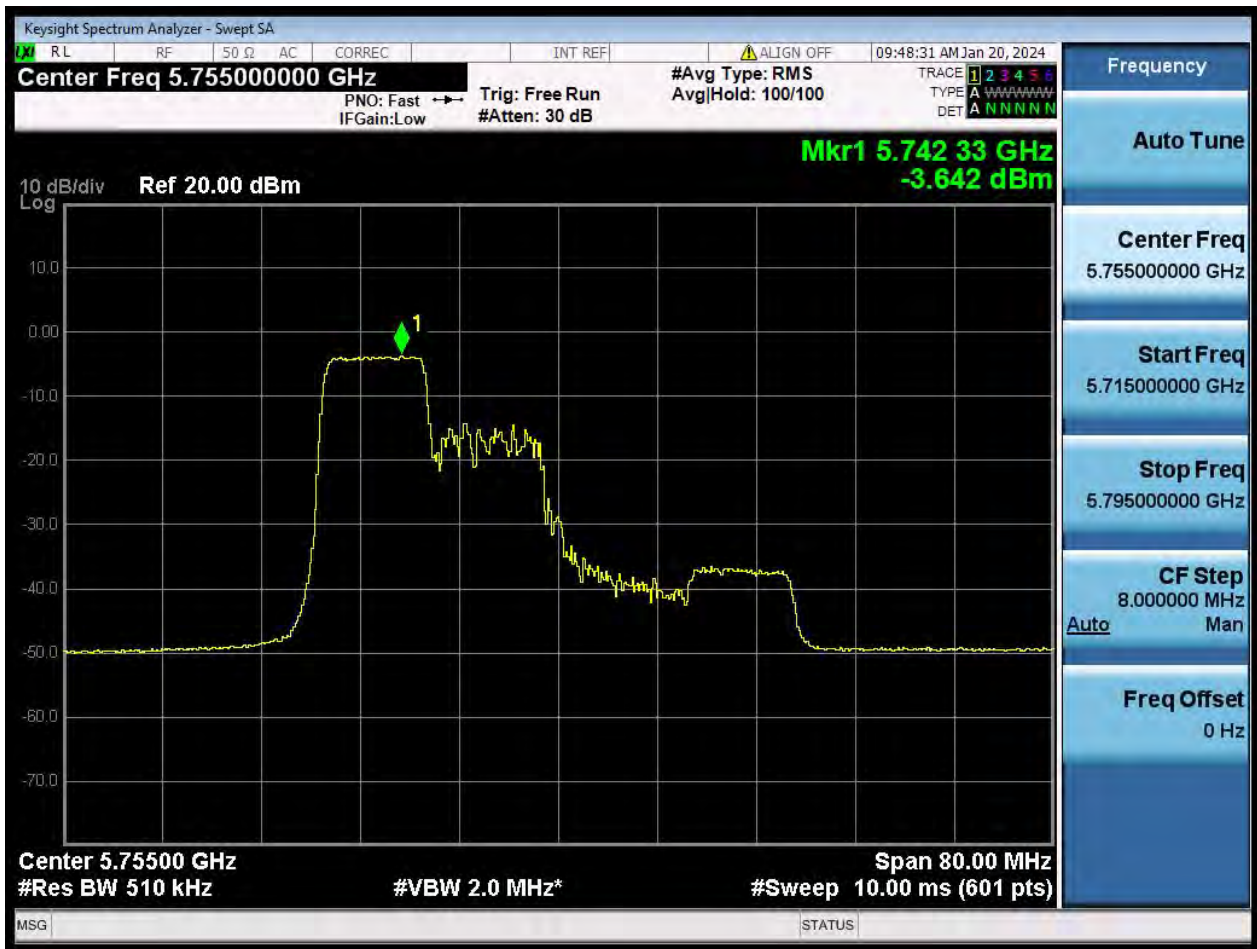 Keysight Spectrum Analyzer - Swept SA
LXI RL RF 50 Ω AC CORREC INT REF ALIGN OFF 09:48:31 AM Jan 20, 2024
Center Freq 5.755000000 GHz
PNO: Fast
IFGain:Low
Trig: Free Run
#Atten: 30 dB
#Avg Type: RMS
Avg|Hold: 100/100
TRACE 1 2 3 4 5 6
TYPE A WWWWW
DET A N N N N N
Mkr1 5.742 33 GHz
-3.642 dBm
10 dB/div Ref 20.00 dBm
Log
10.0
0.00
-10.0
-20.0
-30.0
-40.0
-50.0
-60.0
-70.0
1
Center 5.75500 GHz Span 80.00 MHz
#Res BW 510 kHz #VBW 2.0 MHz* #Sweep 10.00 ms (601 pts)
MSG STATUS
Frequency
Auto Tune
Center Freq
5.755000000 GHz
Start Freq
5.715000000 GHz
Stop Freq
5.795000000 GHz
CF Step
8.000000 MHz
Auto Man
Freq Offset
0 Hz